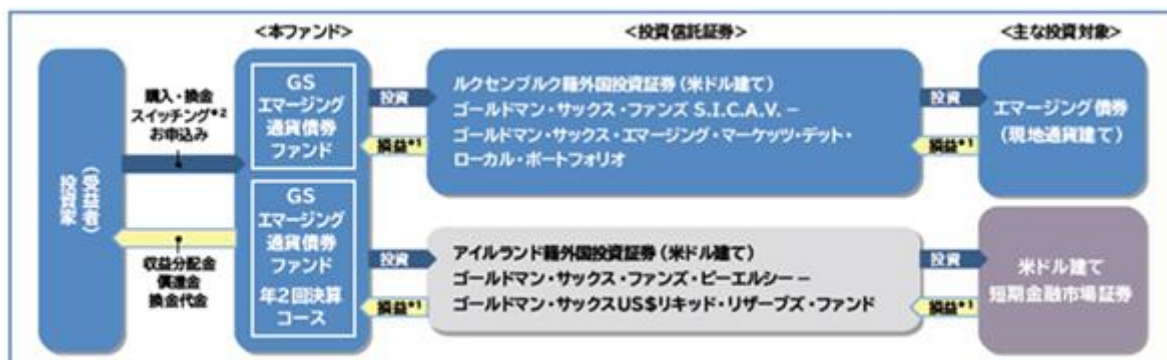 <本ファンド>
<投資信託証券>
<主な投資対象>
投資家
(受益者)
購入・換金
スイッチング*2
お申込み
収益分配金
償還金
換金代金
GS
エマージング
通貨債券
ファンド
GS
エマージング
通貨債券
ファンド
年2回決算
コース
投資
損益*1
投資
損益*1
ルクセンブルク籍外国投資証券(米ドル建て)
ゴールドマン・サックス・ファンズ S.I.C.A.V. −
ゴールドマン・サックス・エマージング・マーケッツ・デット・
ローカル・ポートフォリオ
アイルランド籍外国投資証券(米ドル建て)
ゴールドマン・サックス・ファンズ・ピーエルシー −
ゴールドマン・サックスUS$リキッド・リザーブズ・ファンド
投資
損益*1
投資
損益*1
エマージング債券
(現地通貨建て)
米ドル建て
短期金融市場証券